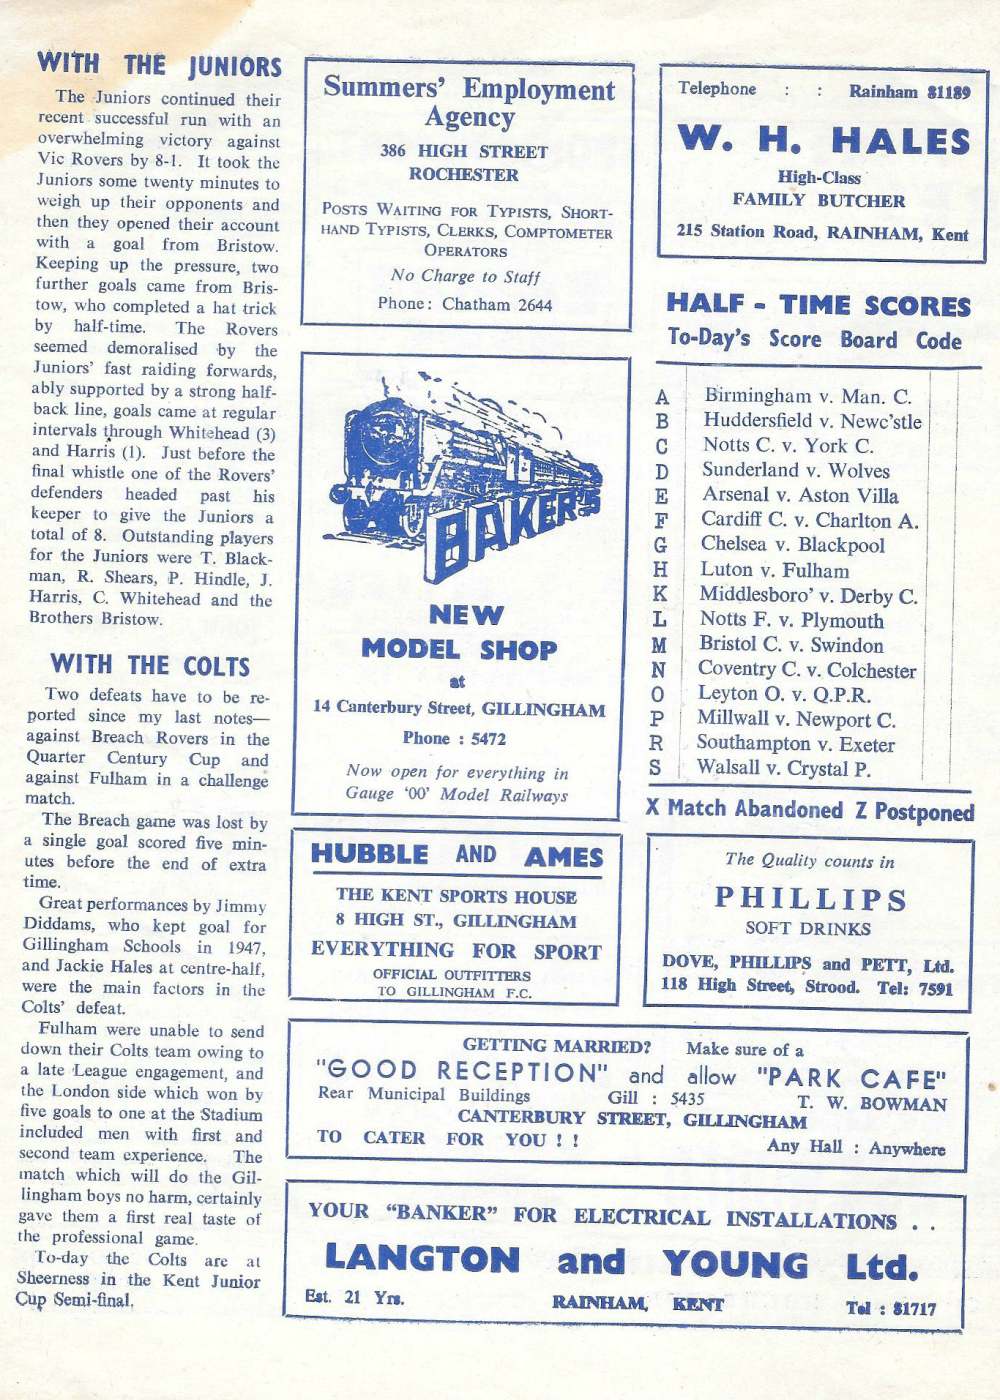 WITH THE JUNIORS
The Juniors continued their
recent successful run with an
overwhelming victory against
Vic Rovers by 8-1. It took the
Juniors some twenty minutes to
weigh up their opponents and
then they opened their account
with a goal from Bristow.
Keeping up the pressure, two
further goals came from Bris-
tow, who completed a hat trick
by half-time. The Rovers
seemed demoralised by the
Juniors' fast raiding forwards,
ably supported by a strong half-
back line, goals came at regular
intervals through Whitehead (3)
and Harris (1). Just before the
final whistle one of the Rovers'
defenders headed past his
keeper to give the Juniors a
total of 8. Outstanding players
for the Juniors were T. Black-
man, R. Shears, P. Hindle, J.
Harris, C. Whitehead and the
Brothers Bristow.
WITH THE COLTS
Two defeats have to be re-
ported since my last notes—
against Breach Rovers in the
Quarter Century Cup and
against Fulham in a challenge
match.
The Breach game was lost by
a single goal scored five min-
utes before the end of extra
time.
Great performances by Jimmy
Diddams, who kept goal for
Gillingham Schools in 1947,
and Jackie Hales at centre-half,
were the main factors in the
Colts' defeat.
Fulham were unable to send
down their Colts team owing to
a late League engagement, and
the London side which won by
five goals to one at the Stadium
included men with first and
second team experience. The
match which will do the Gil-
lingham boys no harm, certainly
gave them a first real taste of
the professional game.
To-day the Colts are at
Sheerness in the Kent Junior
Cup Semi-final.
Summers' Employment
Agency
386 HIGH STREET
ROCHESTER
POSTS WAITING FOR TYPISTS, SHORT-
HAND TYPISTS, CLERKS, COMPTOMETER
OPERATORS
No Charge to Staff
Phone: Chatham 2644
BAKER'S
NEW
MODEL SHOP
at
14 Canterbury Street, GILLINGHAM
Phone : 5472
Now open for everything in
Gauge '00' Model Railways
HUBBLE AND AMES
THE KENT SPORTS HOUSE
8 HIGH ST., GILLINGHAM
EVERYTHING FOR SPORT
OFFICIAL OUTFITTERS
TO GILLINGHAM F.C.
Telephone : : Rainham 81189
W. H. HALES
High-Class
FAMILY BUTCHER
215 Station Road, RAINHAM, Kent
HALF - TIME SCORES
To-Day's Score Board Code
A Birmingham v. Man. C.
B Huddersfield v. Newc'stle
C Notts C. v. York C.
D Sunderland v. Wolves
E Arsenal v. Aston Villa
F Cardiff C. v. Charlton A.
G Chelsea v. Blackpool
H Luton v. Fulham
K Middlesboro' v. Derby C.
L Notts F. v. Plymouth
M Bristol C. v. Swindon
N Coventry C. v. Colchester
O Leyton O. v. Q.P.R.
P Millwall v. Newport C.
R Southampton v. Exeter
S Walsall v. Crystal P.
X Match Abandoned Z Postponed
The Quality counts in
PHILLIPS
SOFT DRINKS
DOVE, PHILLIPS and PETT, Ltd.
118 High Street, Strood. Tel: 7591
GETTING MARRIED? Make sure of a
"GOOD RECEPTION" and allow "PARK CAFE"
Rear Municipal Buildings Gill : 5435 T. W. BOWMAN
CANTERBURY STREET, GILLINGHAM
TO CATER FOR YOU ! ! Any Hall : Anywhere
YOUR "BANKER" FOR ELECTRICAL INSTALLATIONS . .
LANGTON and YOUNG Ltd.
Est. 21 Yrs. RAINHAM, KENT Tel : 81717